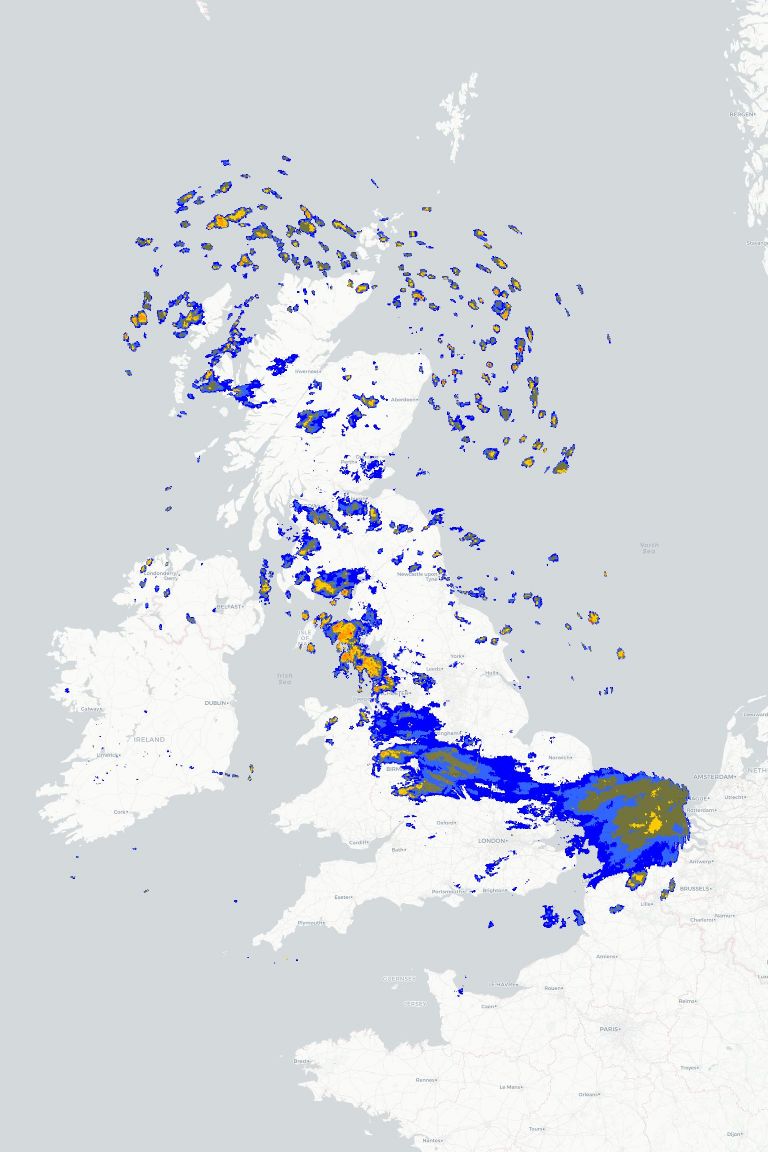 BERGEN
Inverness
Aberdeen
North
Sea
Londonderry/
Derry
Newcastle upon
Tyne
BELFAST
ISLE
OF
York
Leeds
Hull
Irish
Sea
DUBLIN
Galway
IRELAND
Limerick
Norwich
AMSTERDAM
Utrecht
Rotterdam
Cork
Oxford
LONDON
Cardiff
Bath
Antwerp
BRUSSELS
Exeter
Portsmouth
Brighton
Lille
Charleroi
Namur
Plymouth
Amiens
GUERNSEY
LE HAVRE
Rouen
JERSEY
Caen
Reims
PARIS
Brest
Troyes
Rennes
Le Mans
Orléans
Tours
Dijon
Nantes